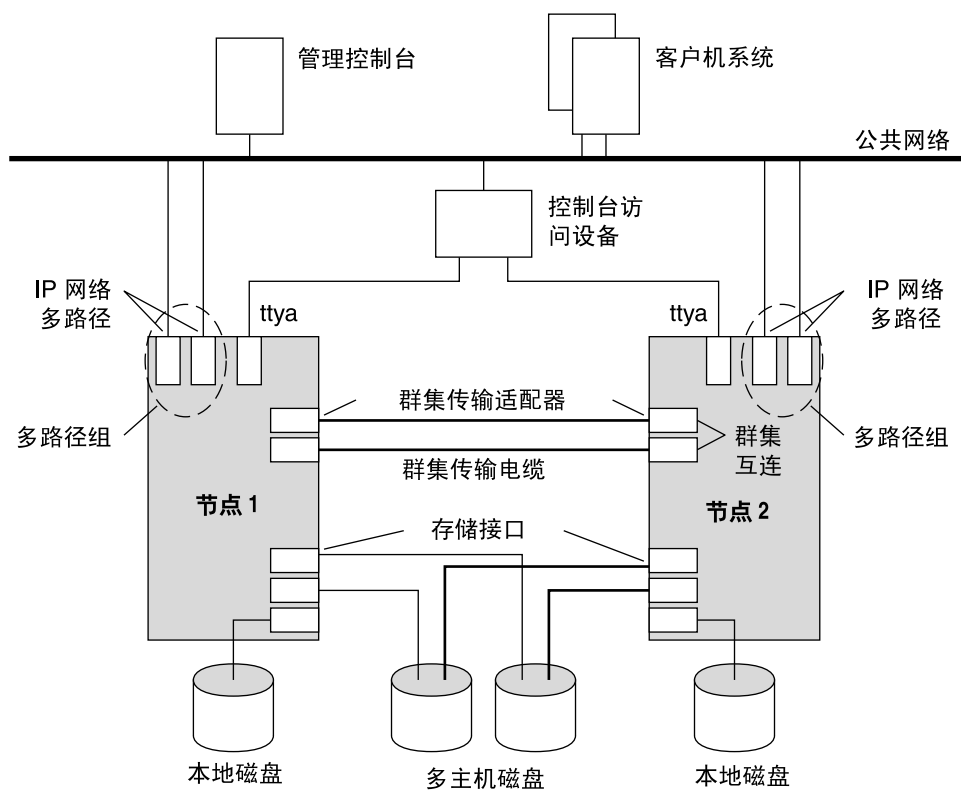 管理控制台
客户机系统
公共网络
控制台访
问设备
IP 网络
多路径
ttya
ttya
IP 网络
多路径
多路径组
群集传输适配器
多路径组
群集
互连
群集传输电缆
节点 1
节点 2
存储接口
本地磁盘
多主机磁盘
本地磁盘